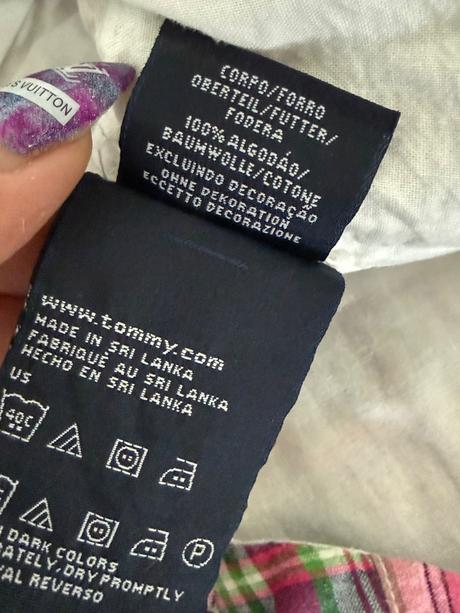 S VUITTON
CORPO/FORRO
OBERTEIL/FUTTER/
FODERA
100% ALGODÃO/
BAUMWOLLE/COTONE
EXCLUINDO DECORAÇÃO
OHNE DEKORATION
ECCETTO DECORAZIONE
www.tommy.com
MADE IN SRI LANKA
FABRIQUÉ AU SRI LANKA
HECHO EN SRI LANKA
US
40C
P
DARK COLORS
RATELY, DRY PROMPTLY
AL REVERSO